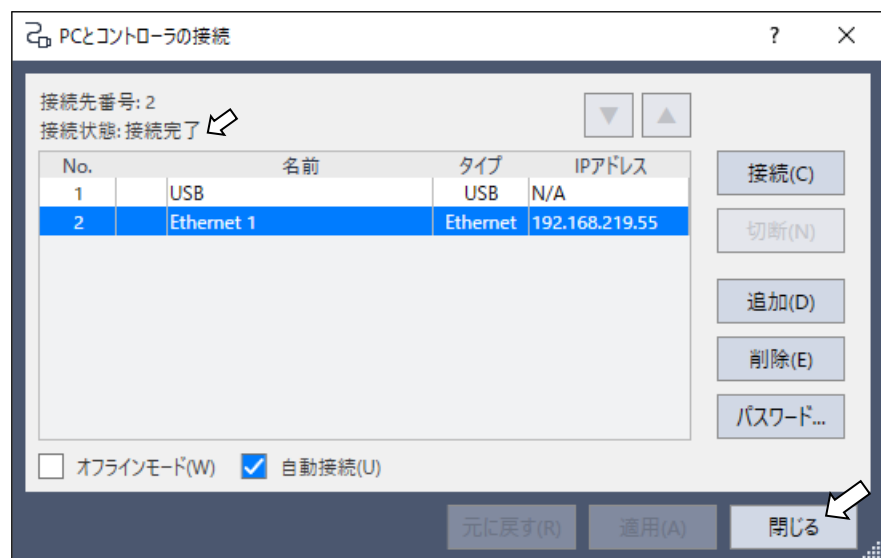 PCとコントローラの接続
?
接続先番号: 2
接続状態: 接続完了
▼ ▲
No. 名前 タイプ IPアドレス
1 USB USB N/A
2 Ethernet 1 Ethernet 192.168.219.55
接続(C)
切断(N)
追加(D)
削除(E)
パスワード...
オフラインモード(W) 自動接続(U)
元に戻す(R) 適用(A) 閉じる